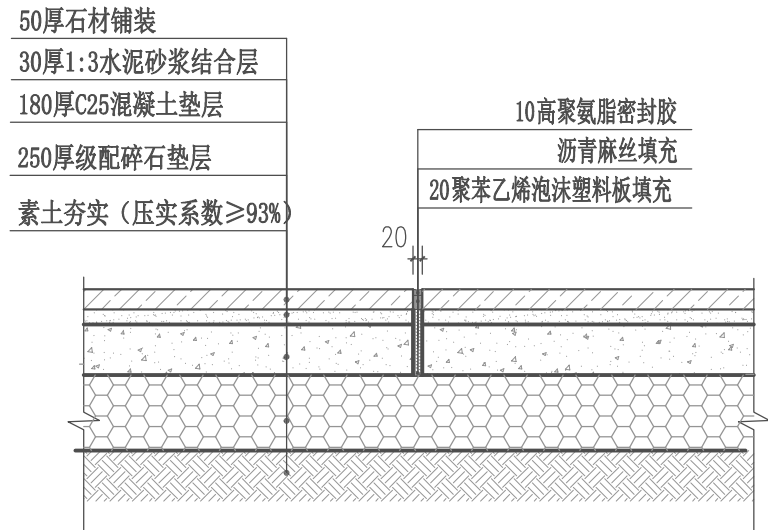 50厚石材铺装
30厚1:3水泥砂浆结合层
180厚C25混凝土垫层
250厚级配碎石垫层
素土夯实（压实系数≥93%）
10高聚氨脂密封胶
沥青麻丝填充
20聚苯乙烯泡沫塑料板填充
20